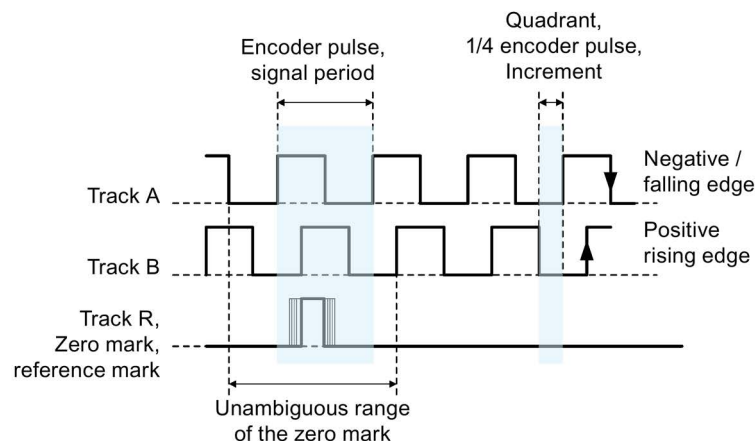 Encoder pulse,
signal period
Quadrant,
1/4 encoder pulse,
Increment
Track A
Negative /
falling edge
Track B
Positive
rising edge
Track R,
Zero mark,
reference mark
Unambiguous range
of the zero mark